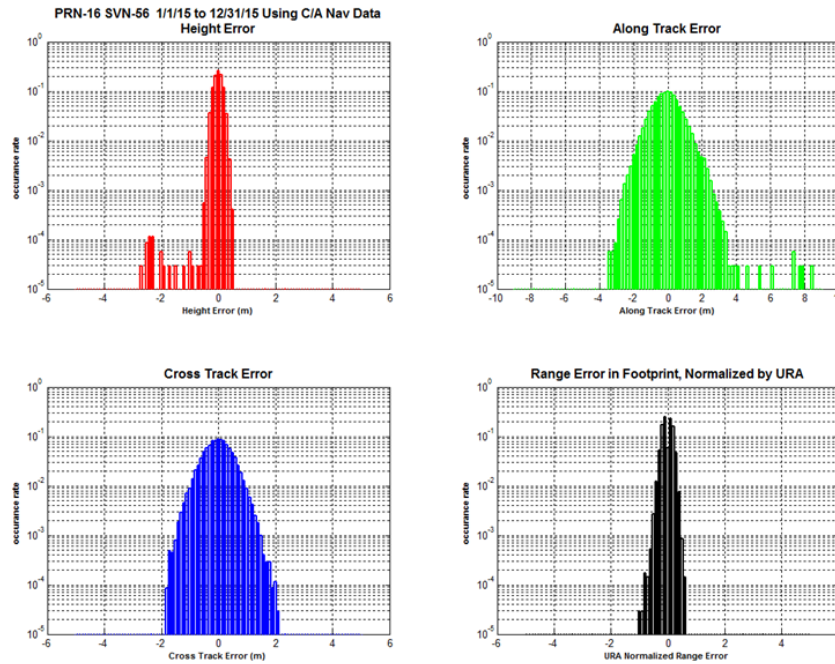 PRN-16 SVN-56 1/1/15 to 12/31/15 Using C/A Nav Data
Height Error
10^0
10^-1
10^-2
10^-3
10^-4
10^-5
occurance rate
-6 -4 -2 0 2 4 6
Height Error (m)
Along Track Error
10^0
10^-1
10^-2
10^-3
10^-4
10^-5
occurance rate
-10 -8 -6 -4 -2 0 2 4 6 8
Along Track Error (m)
Cross Track Error
10^0
10^-1
10^-2
10^-3
10^-4
10^-5
occurance rate
-6 -4 -2 0 2 4 6
Cross Track Error (m)
Range Error in Footprint, Normalized by URA
10^0
10^-1
10^-2
10^-3
10^-4
10^-5
occurance rate
-6 -4 -2 0 2 4
URA Normalized Range Error